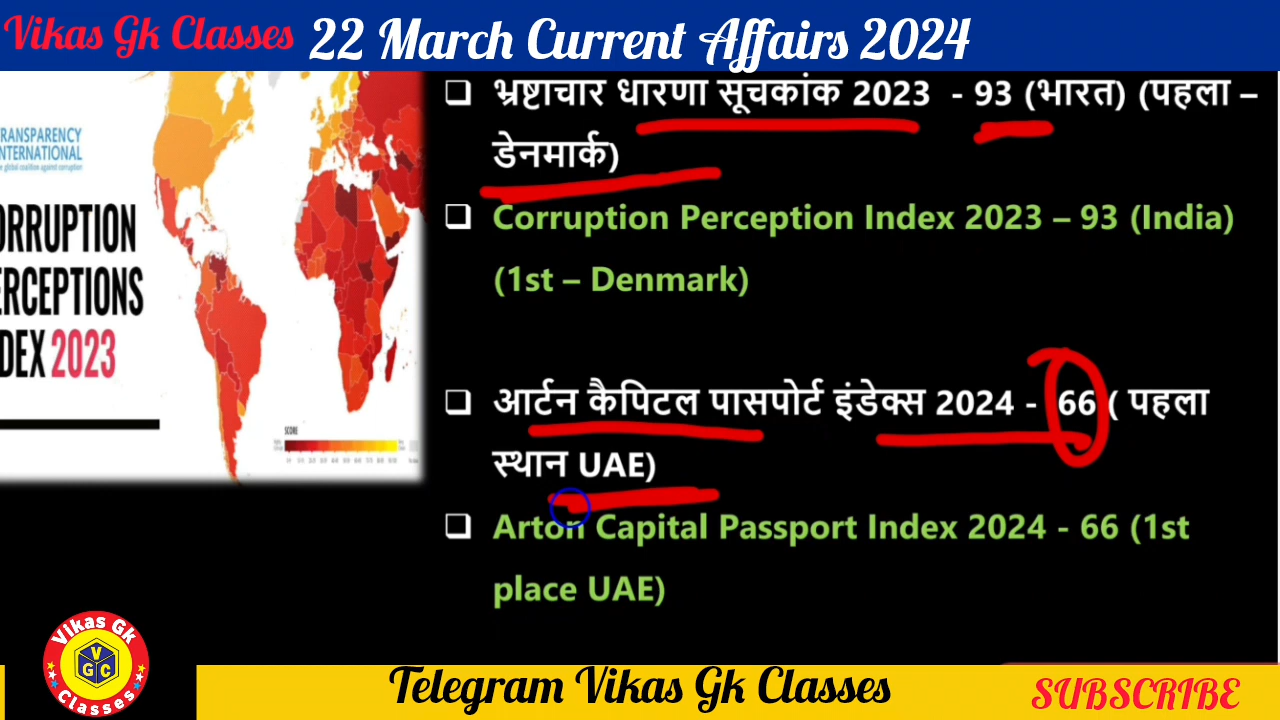 Vikas Gk Classes 22 March Current Affairs 2024
भ्रष्टाचार धारणा सूचकांक 2023 - 93 (भारत) (पहला –
डेनमार्क)
Corruption Perception Index 2023 – 93 (India)
(1st – Denmark)
आर्टन कैपिटल पासपोर्ट इंडेक्स 2024 - 66 ( पहला
स्थान UAE)
Arton Capital Passport Index 2024 - 66 (1st
place UAE)
RANSPARENCY
NTERNATIONAL
ORRUPTION
ERCEPTIONS
DEX 2023
SCORE
Vikas Gk
V
G C
Classes
Telegram Vikas Gk Classes
SUBSCRIBE